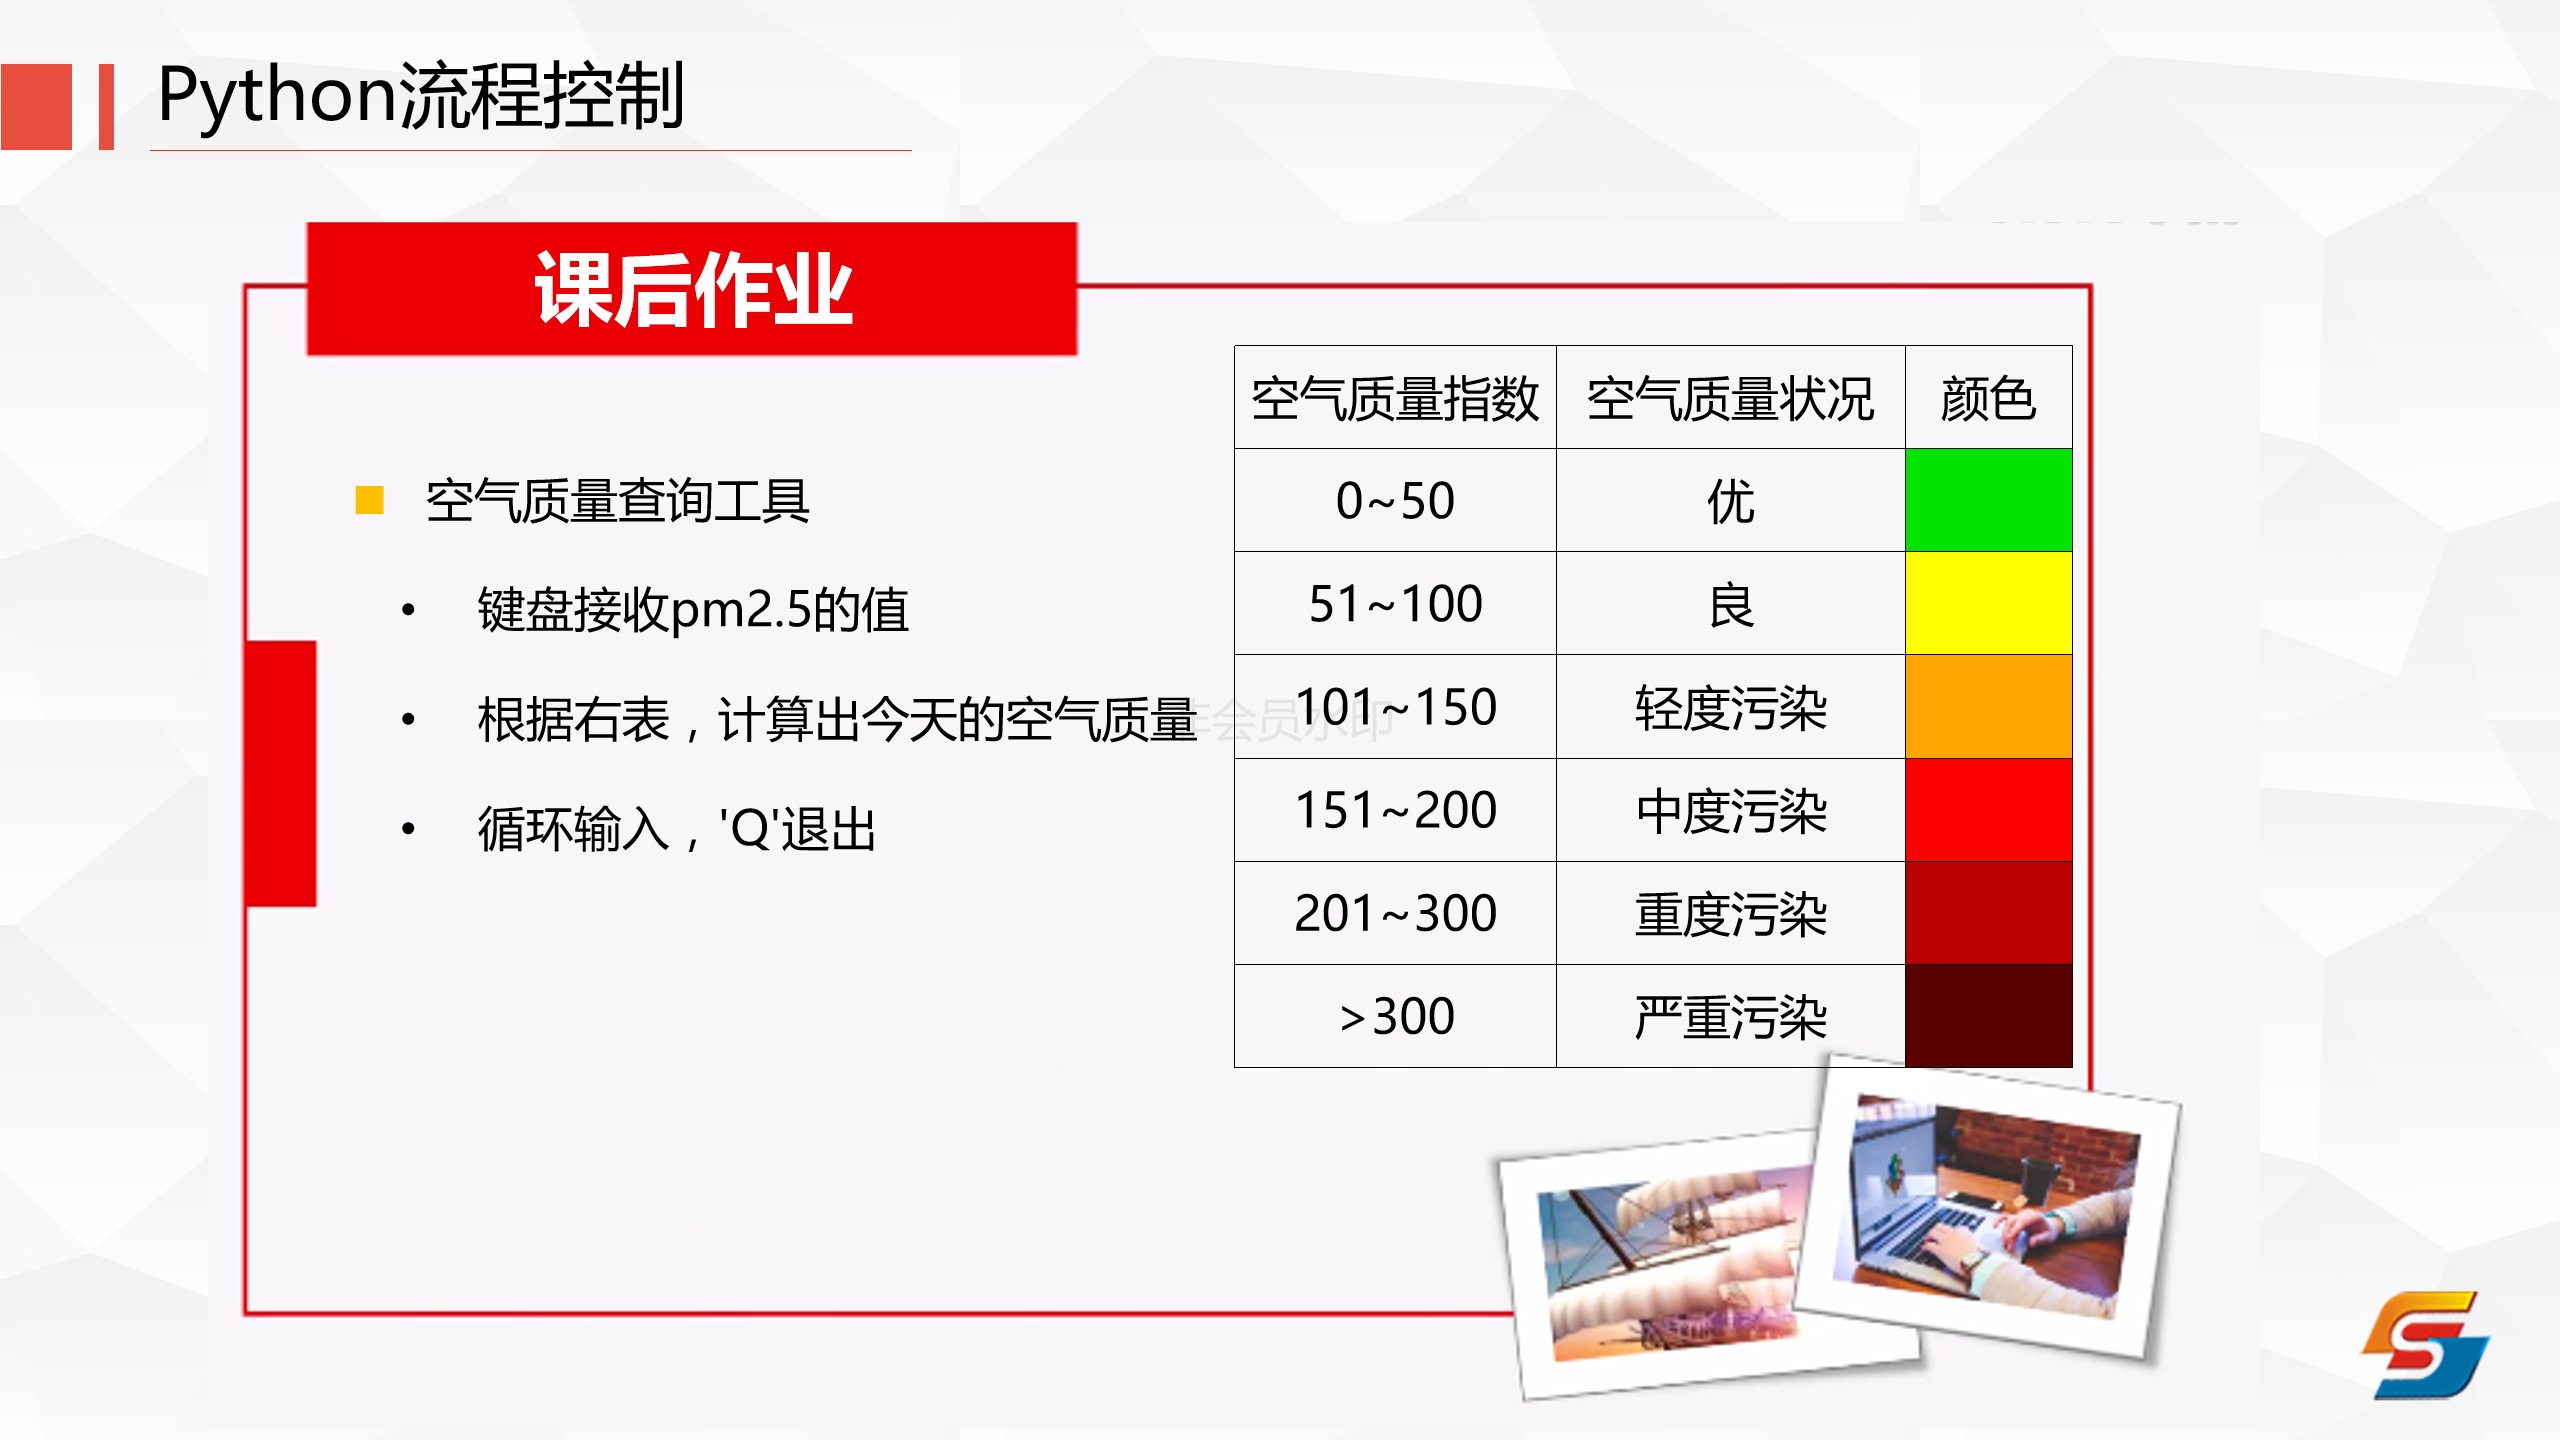 Python流程控制
课后作业
空气质量查询工具
键盘接收pm2.5的值
根据右表，计算出今天的空气质量
循环输入，'Q'退出
空气质量指数 空气质量状况 颜色
0~50 优
51~100 良
101~150 轻度污染
151~200 中度污染
201~300 重度污染
>300 严重污染
非会员水印